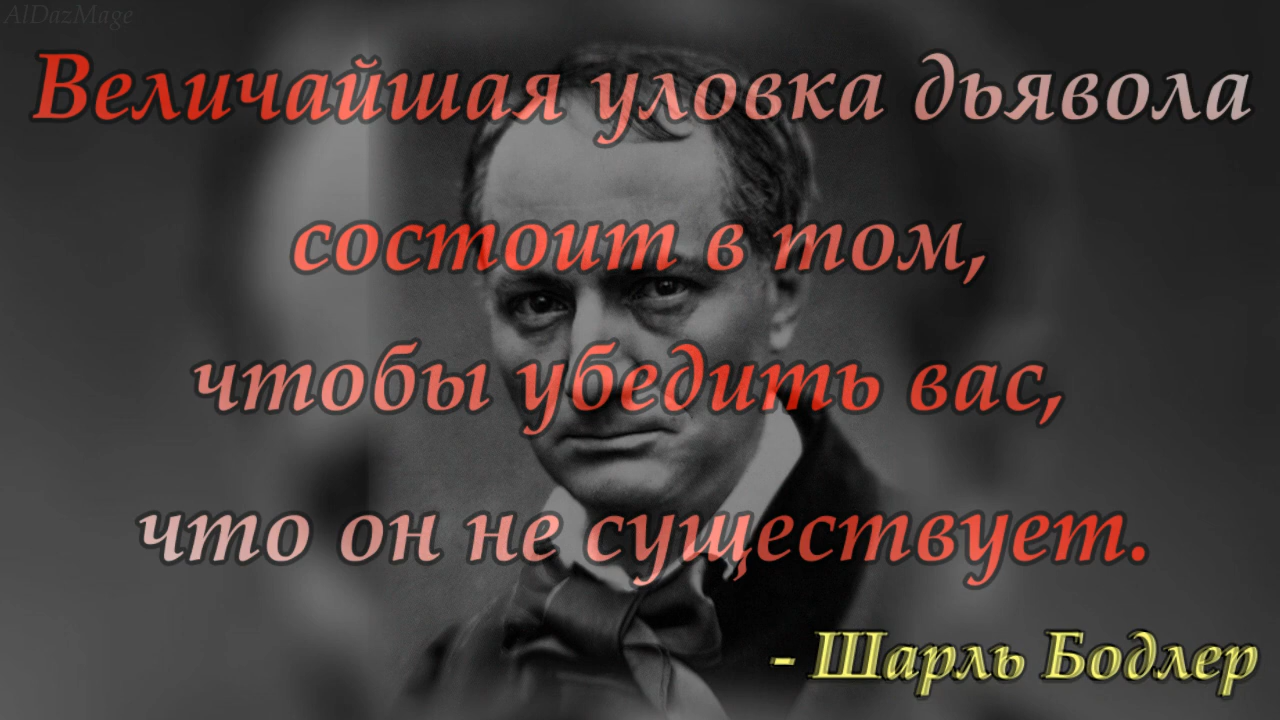 AlDazMage
Величайшая уловка дьявола
состоит в том,
чтобы убедить вас,
что он не существует.
- Шарль Бодлер